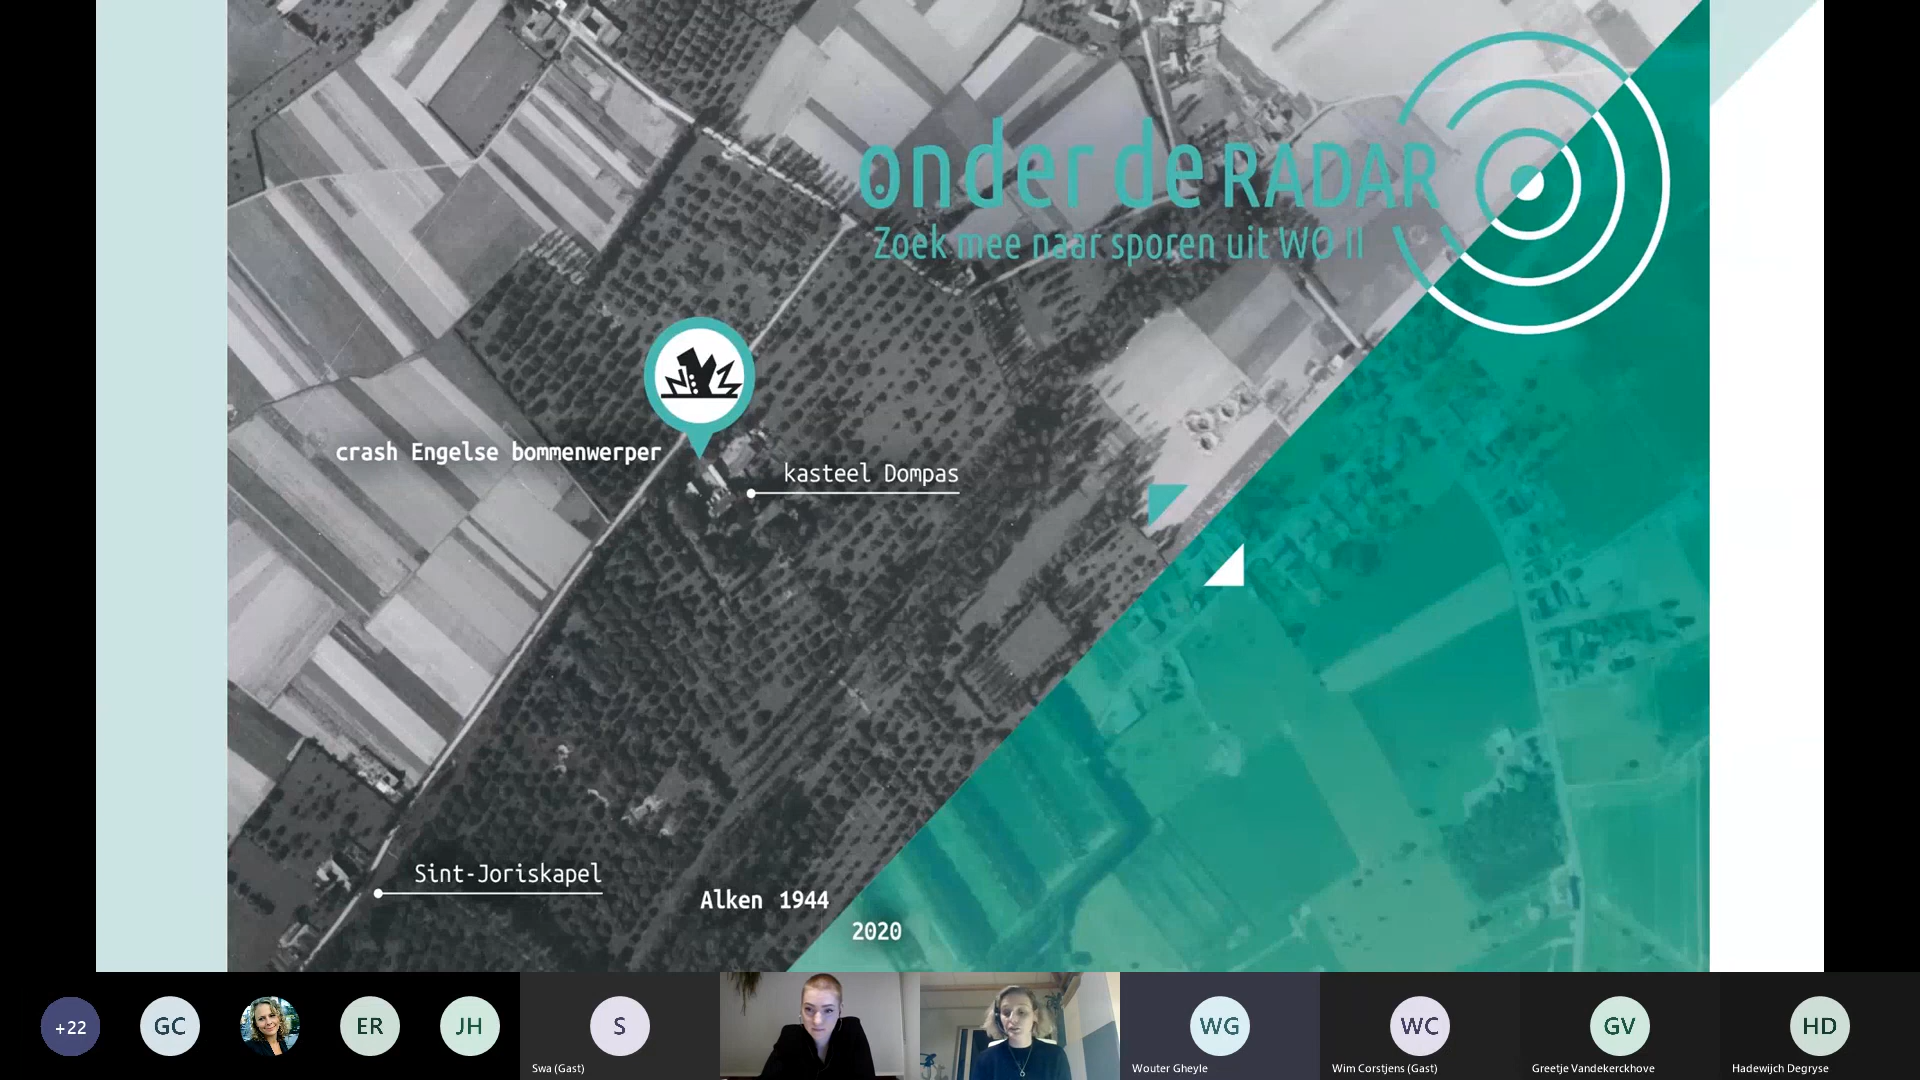 onder de RADAR
Zoek mee naar sporen uit WO II
crash Engelse bommenwerper
kasteel Dompas
Sint-Joriskapel
Alken 1944
2020
+22
GC
ER
JH
S
WG
WC
GV
HD
Swa (Gast)
Wouter Gheyle
Wim Corstjens (Gast)
Greetje Vandekerckhove
Hadewijch Degryse